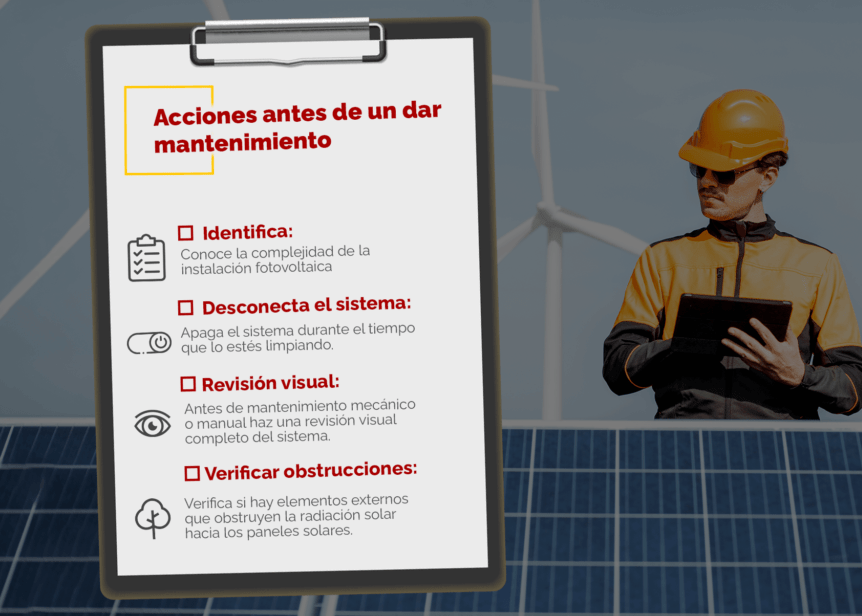 Acciones antes de un dar
mantenimiento
Identifica:
Conoce la complejidad de la
instalación fotovoltaica
Desconecta el sistema:
Apaga el sistema durante el tiempo
que lo estés limpiando.
Revisión visual:
Antes de mantenimiento mecánico
o manual haz una revisión visual
completo del sistema.
Verificar obstrucciones:
Verifica si hay elementos externos
que obstruyen la radiación solar
hacia los paneles solares.